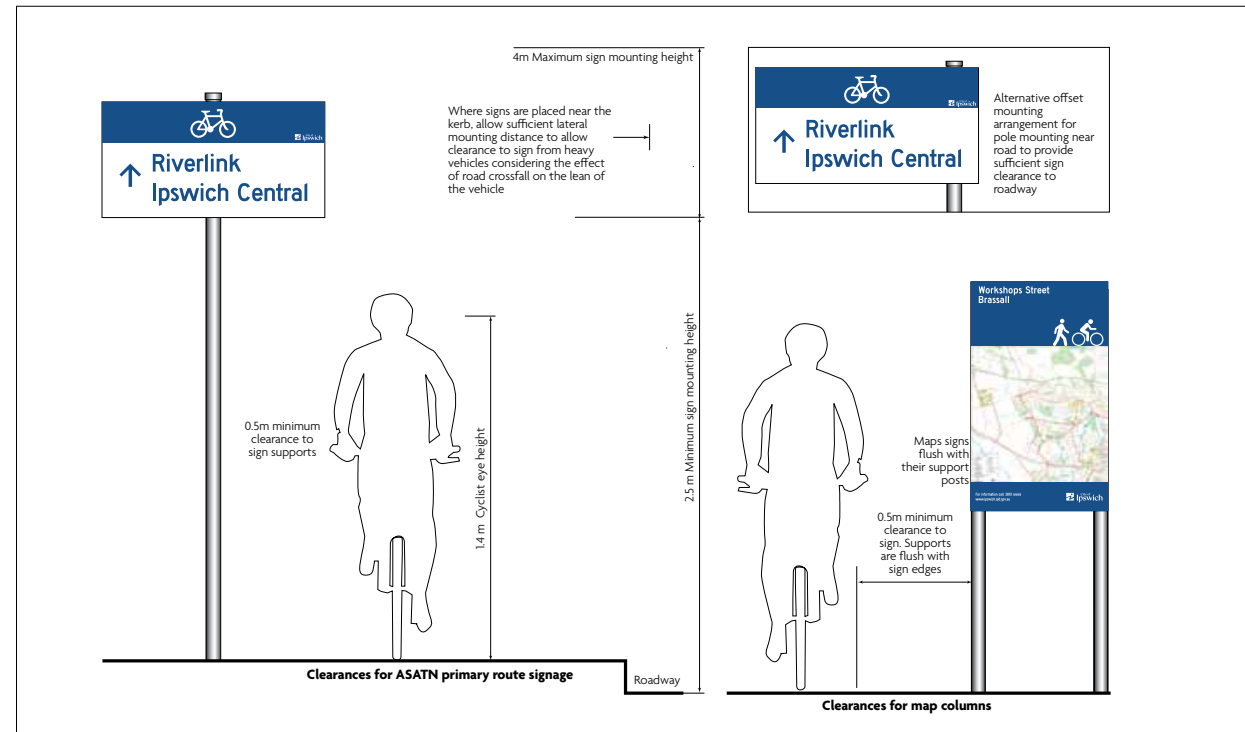 4m Maximum sign mounting height
Riverlink
Ipswich Central
Ipswich
Where signs are placed near the
kerb, allow sufficient lateral
mounting distance to allow
clearance to sign from heavy
vehicles considering the effect
of road crossfall on the lean of
the vehicle
Riverlink
Ipswich Central
Ipswich
Alternative offset
mounting
arrangement for
pole mounting near
road to provide
sufficient sign
clearance to
roadway
0.5m minimum
clearance to
sign supports
1.4 m Cyclist eye height
2.5 m Minimum sign mounting height
Workshops Street
Brassall
Maps signs
flush with
their support
posts
Ipswich
0.5m minimum
clearance to
sign. Supports
are flush with
sign edges
Clearances for ASATN primary route signage
Roadway
Clearances for map columns